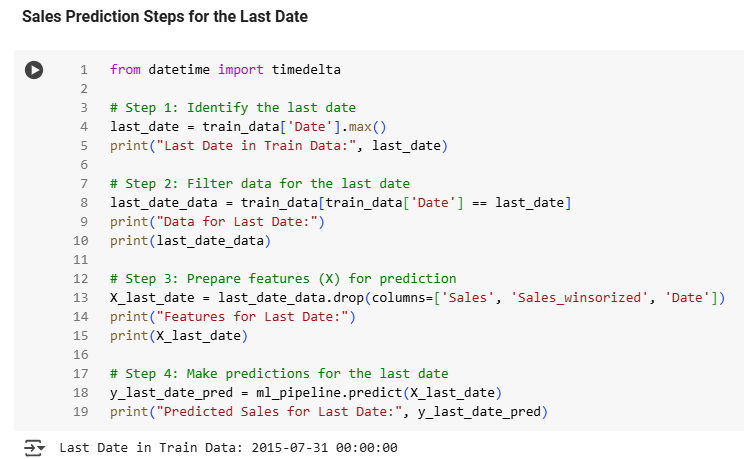 Sales Prediction Steps for the Last Date
1 from datetime import timedelta
2
3 # Step 1: Identify the last date
4 last_date = train_data['Date'].max()
5 print("Last Date in Train Data:", last_date)
6
7 # Step 2: Filter data for the last date
8 last_date_data = train_data[train_data['Date'] == last_date]
9 print("Data for Last Date:")
10 print(last_date_data)
11
12 # Step 3: Prepare features (X) for prediction
13 X_last_date = last_date_data.drop(columns=['Sales', 'Sales_winsorized', 'Date'])
14 print("Features for Last Date:")
15 print(X_last_date)
16
17 # Step 4: Make predictions for the last date
18 y_last_date_pred = ml_pipeline.predict(X_last_date)
19 print("Predicted Sales for Last Date:", y_last_date_pred)
Last Date in Train Data: 2015-07-31 00:00:00